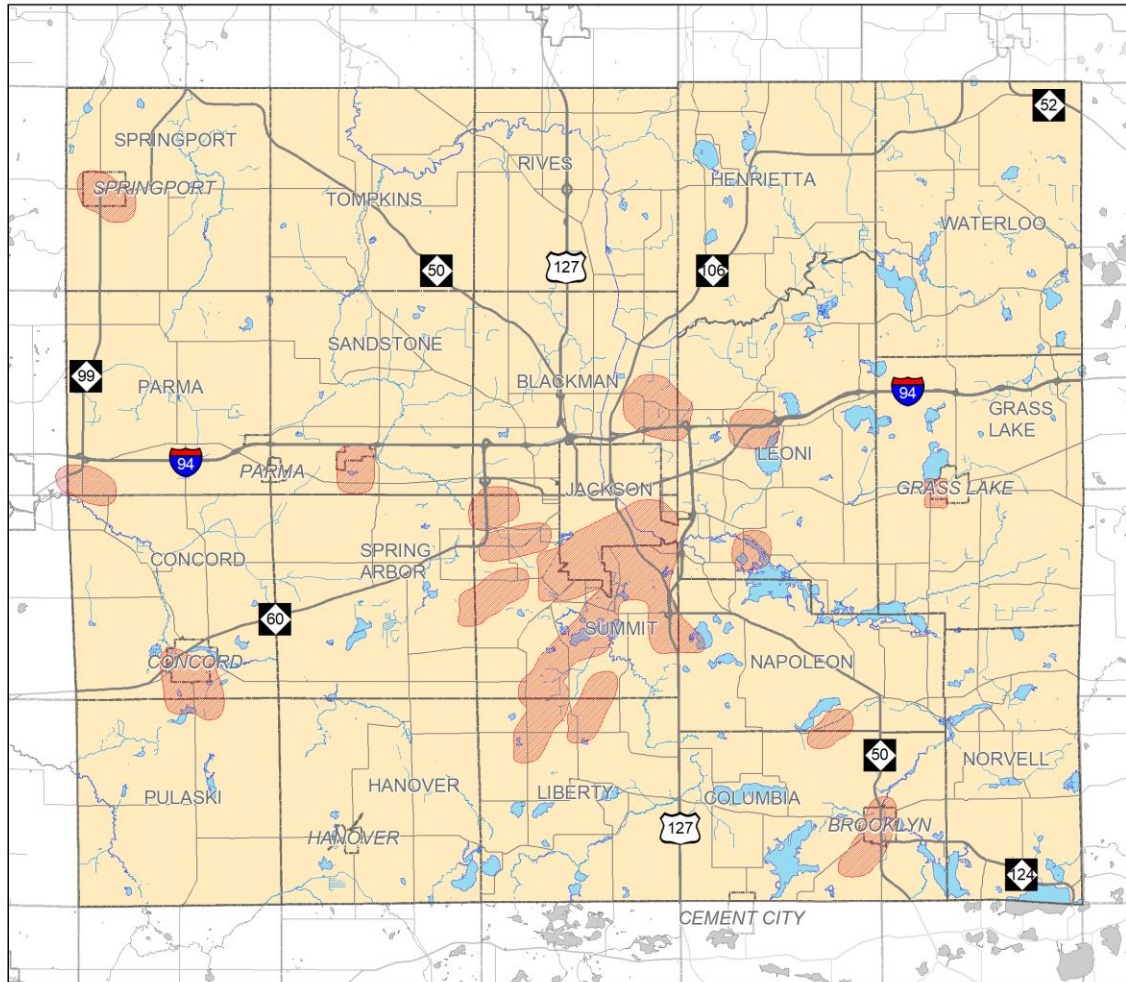 52
SPRINGPORT
RIVES
HENRIETTA
SPRINGPORT
TOMPKINS
WATERLOO
50
127
106
SANDSTONE
99
PARMA
BLACKMAN
94
GRASS
LAKE
94
PARMA
LEONI
JACKSON
GRASS LAKE
CONCORD
SPRING
ARBOR
60
SUMMIT
CONCORD
NAPOLEON
50
NORVELL
PULASKI
HANOVER
LIBERTY
COLUMBIA
HANOVER
127
BROOKLYN
124
CEMENT CITY